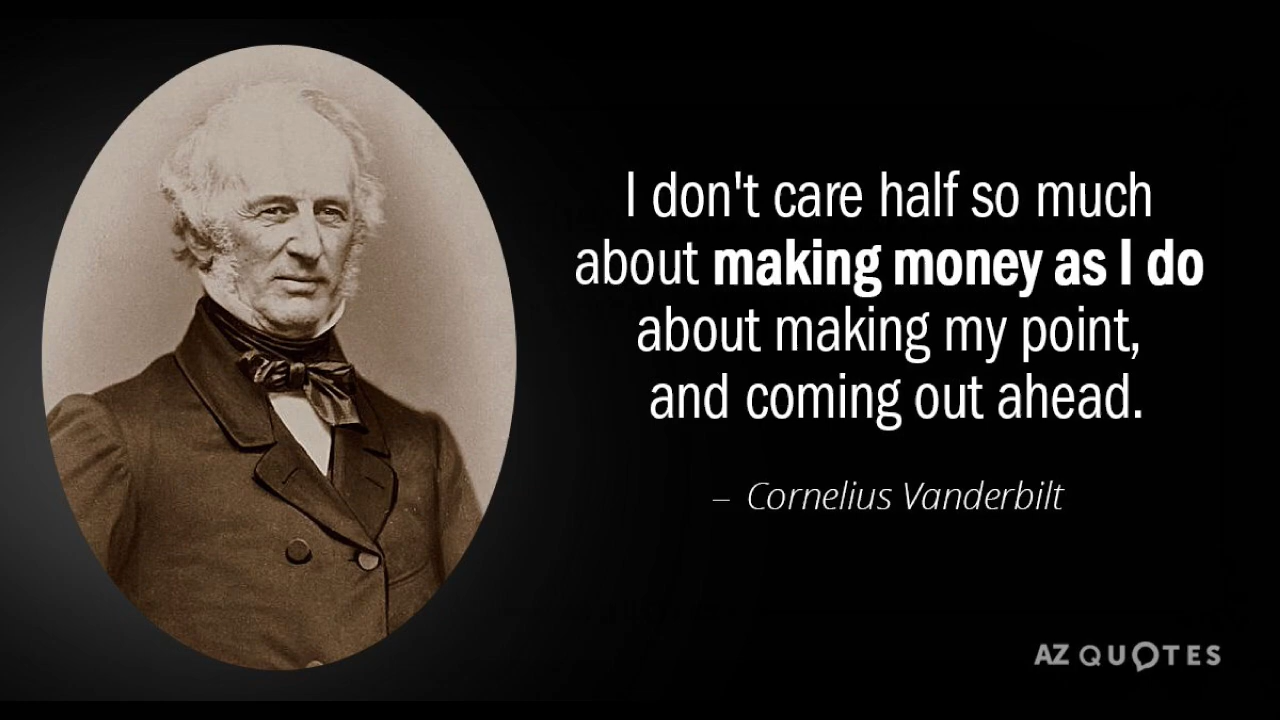 I don't care half so much
about making money as I do
about making my point,
and coming out ahead.
– Cornelius Vanderbilt
AZ QUOTES